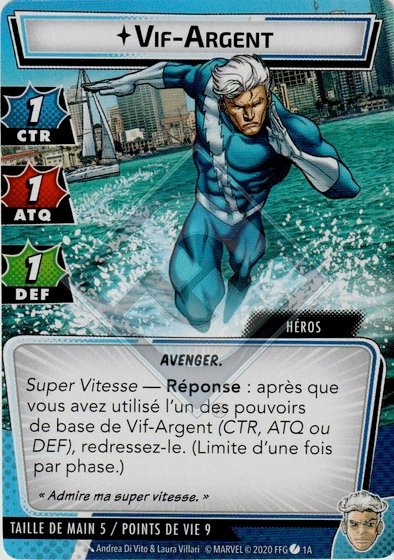 Vif-Argent
1
CTR
1
ATQ
1
DEF
HÉROS
AVENGER.
Super Vitesse — Réponse : après que
vous avez utilisé l'un des pouvoirs
de base de Vif-Argent (CTR, ATQ ou
DEF), redressez-le. (Limite d'une fois
par phase.)
« Admire ma super vitesse. »
TAILLE DE MAIN 5 / POINTS DE VIE 9
Andrea Di Vito & Laura Villari © MARVEL © 2020 FFG 1A